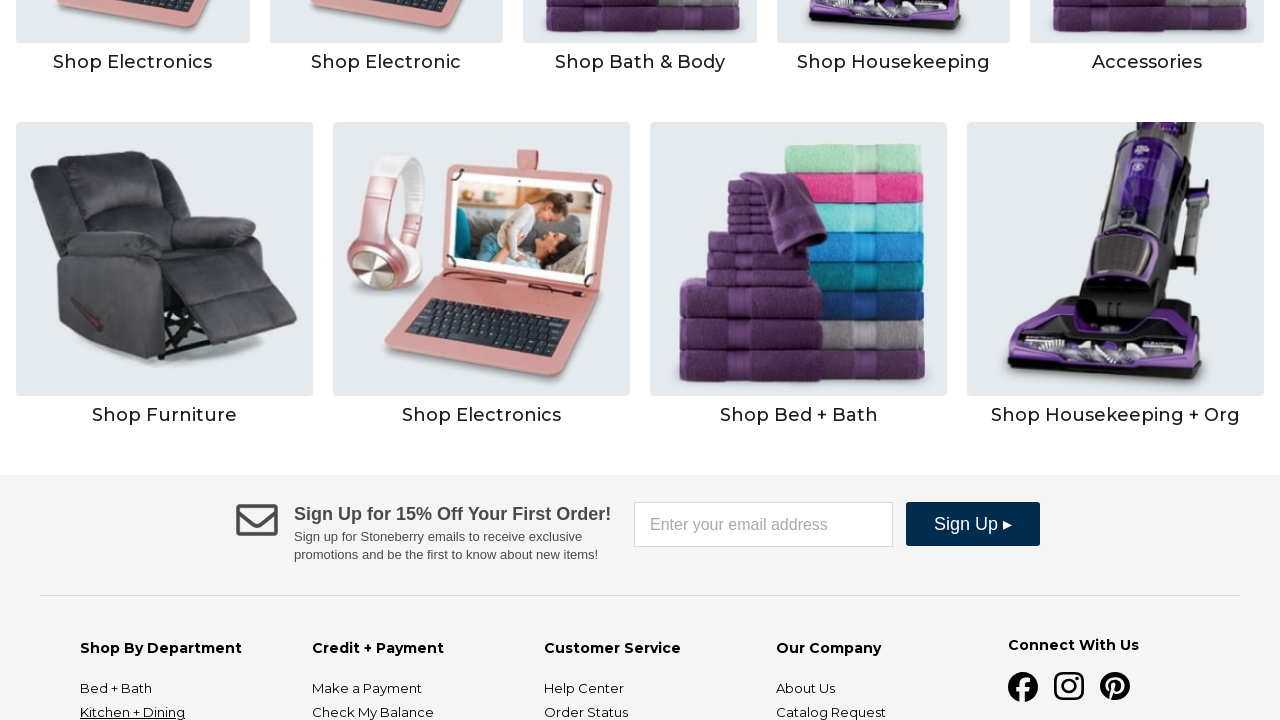 Shop Electronics
Shop Electronic
Shop Bath & Body
Shop Housekeeping
Accessories
Shop Furniture
Shop Electronics
Shop Bed + Bath
Shop Housekeeping + Org
Sign Up for 15% Off Your First Order!
Sign up for Stoneberry emails to receive exclusive
promotions and be the first to know about new items!
Enter your email address
Sign Up ▸
Shop By Department
Bed + Bath
Kitchen + Dining
Credit + Payment
Make a Payment
Check My Balance
Customer Service
Help Center
Order Status
Our Company
About Us
Catalog Request
Connect With Us